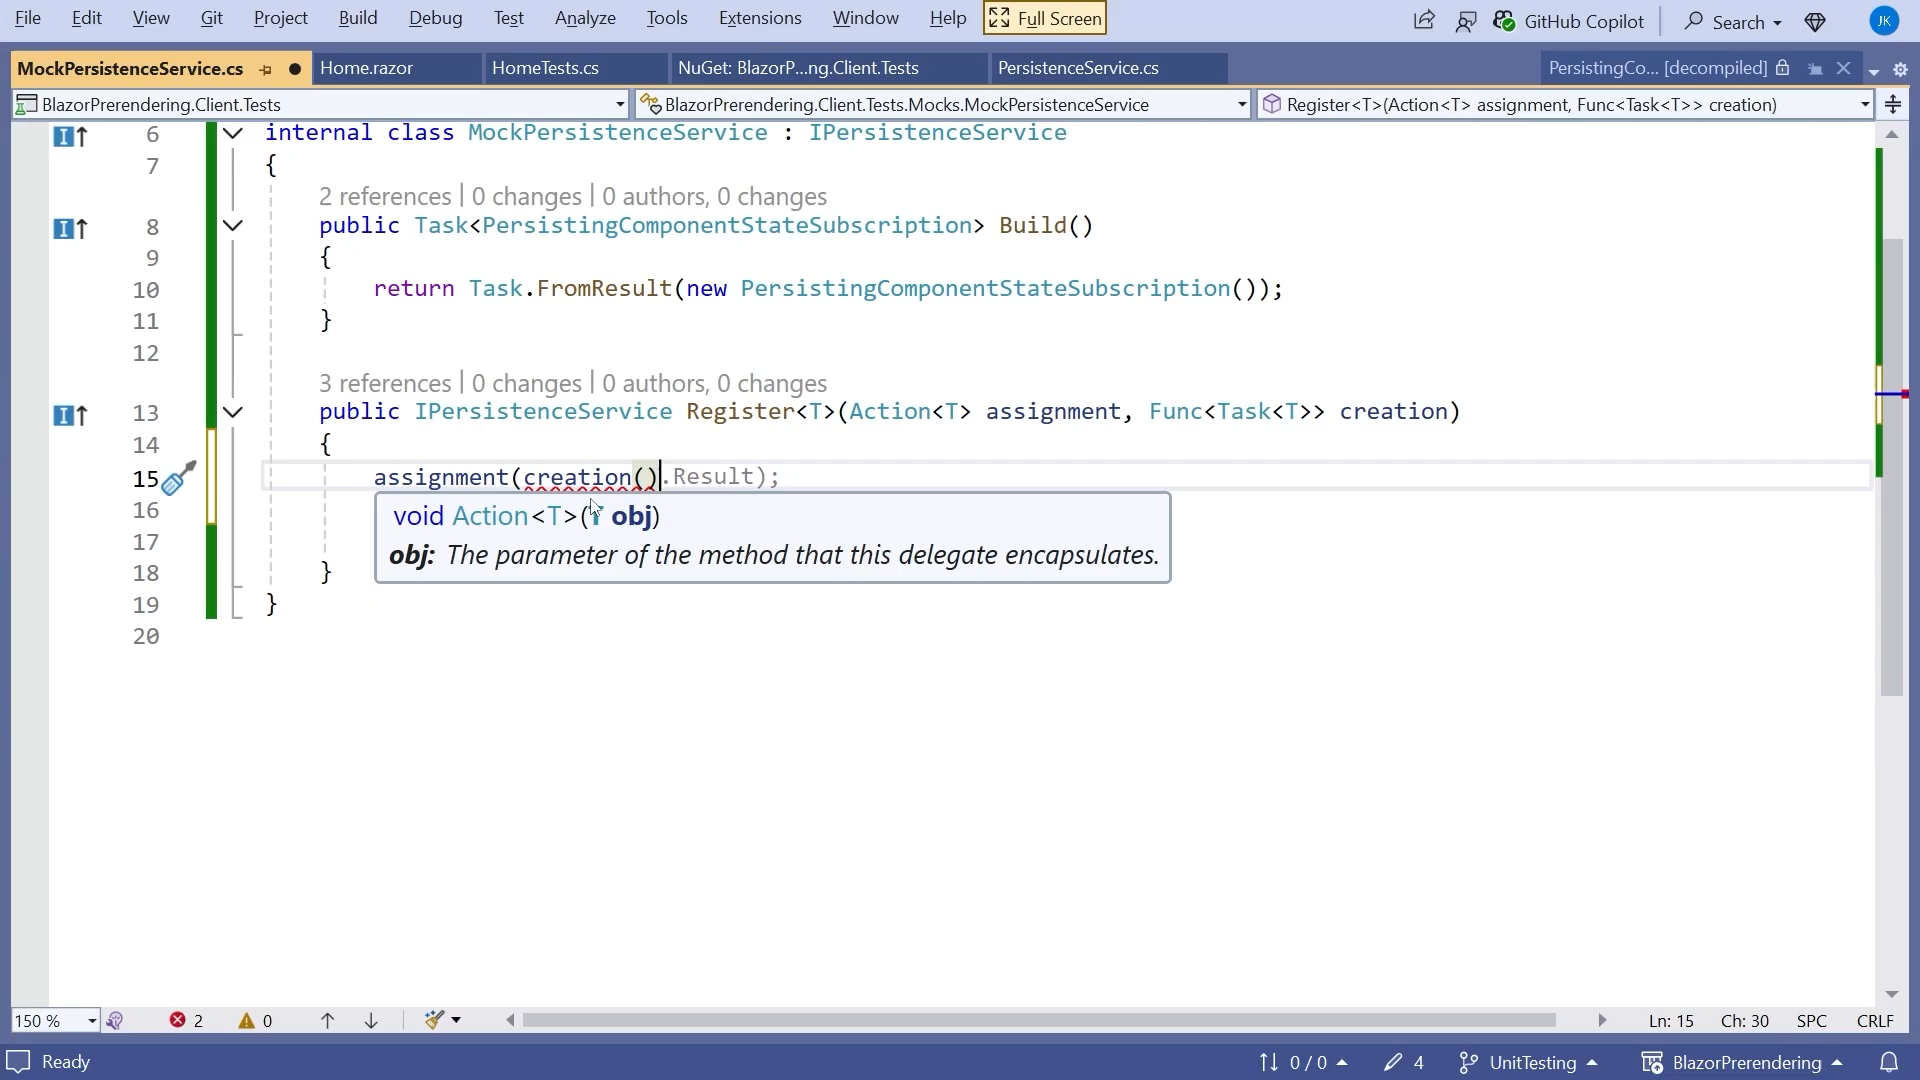 File Edit View Git Project Build Debug Test Analyze Tools Extensions Window Help Full Screen GitHub Copilot Search JK
MockPersistenceService.cs Home.razor HomeTests.cs NuGet: BlazorP...ng.Client.Tests PersistenceService.cs PersistingCo... [decompiled]
BlazorPrerendering.Client.Tests BlazorPrerendering.Client.Tests.Mocks.MockPersistenceService Register<T>(Action<T> assignment, Func<Task<T>> creation)
6 internal class MockPersistenceService : IPersistenceService
7 {
2 references | 0 changes | 0 authors, 0 changes
8 public Task<PersistingComponentStateSubscription> Build()
9 {
10 return Task.FromResult(new PersistingComponentStateSubscription());
11 }
12
3 references | 0 changes | 0 authors, 0 changes
13 public IPersistenceService Register<T>(Action<T> assignment, Func<Task<T>> creation)
14 {
15 assignment(creation().Result);
16 void Action<T>(T obj)
17 obj: The parameter of the method that this delegate encapsulates.
18 }
19 }
20
150 % 2 0 Ln: 15 Ch: 30 SPC CRLF
Ready 0 / 0 4 UnitTesting BlazorPrerendering